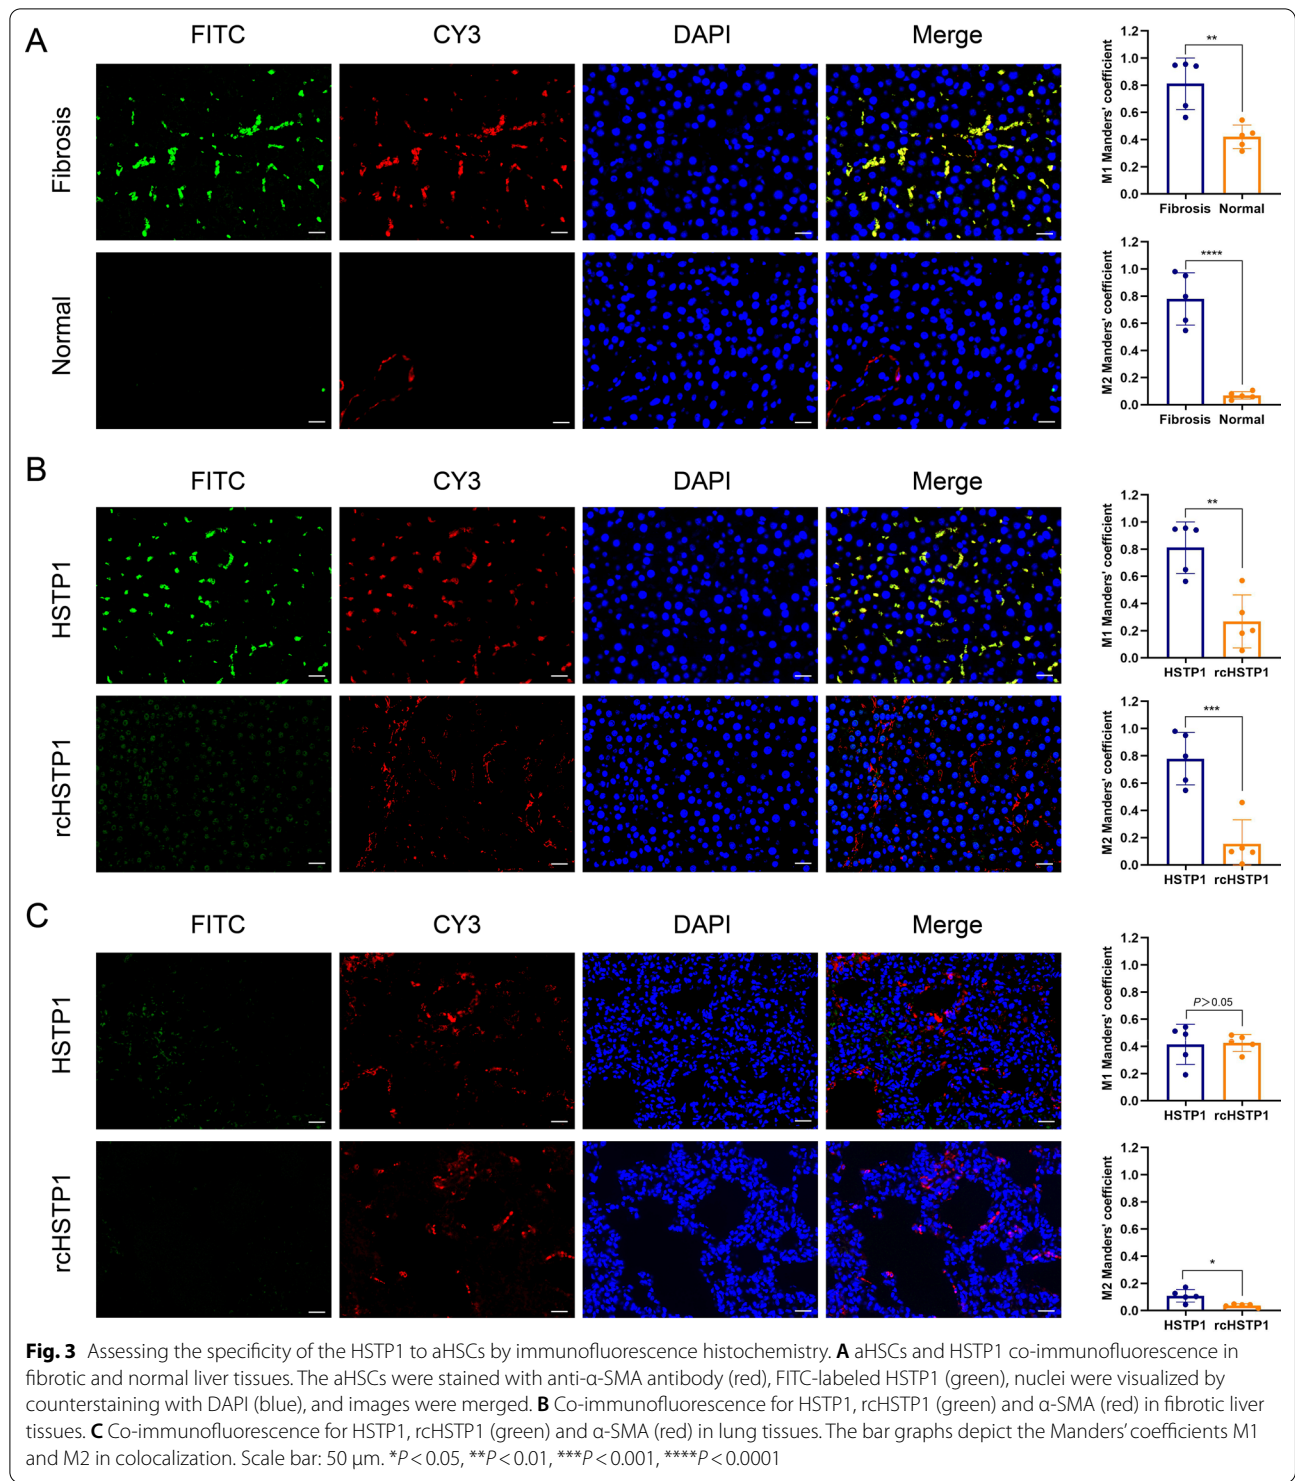 A
FITC
CY3
DAPI
Merge
Fibrosis
Normal
M1 Manders' coefficient
1.2
1.0
0.8
0.6
0.4
0.2
0.0
**
Fibrosis Normal
M2 Manders' coefficient
1.2
1.0
0.8
0.6
0.4
0.2
0.0
****
Fibrosis Normal
B
FITC
CY3
DAPI
Merge
HSTP1
rcHSTP1
M1 Manders' coefficient
1.2
1.0
0.8
0.6
0.4
0.2
0.0
**
HSTP1 rcHSTP1
M2 Manders' coefficient
1.2
1.0
0.8
0.6
0.4
0.2
0.0
***
HSTP1 rcHSTP1
C
FITC
CY3
DAPI
Merge
HSTP1
rcHSTP1
M1 Manders' coefficient
1.2
1.0
0.8
0.6
0.4
0.2
0.0
P>0.05
HSTP1 rcHSTP1
M2 Manders' coefficient
1.2
1.0
0.8
0.6
0.4
0.2
0.0
*
HSTP1 rcHSTP1
Fig. 3 Assessing the specificity of the HSTP1 to aHSCs by immunofluorescence histochemistry. A aHSCs and HSTP1 co-immunofluorescence in
fibrotic and normal liver tissues. The aHSCs were stained with anti-α-SMA antibody (red), FITC-labeled HSTP1 (green), nuclei were visualized by
counterstaining with DAPI (blue), and images were merged. B Co-immunofluorescence for HSTP1, rcHSTP1 (green) and α-SMA (red) in fibrotic liver
tissues. C Co-immunofluorescence for HSTP1, rcHSTP1 (green) and α-SMA (red) in lung tissues. The bar graphs depict the Manders' coefficients M1
and M2 in colocalization. Scale bar: 50 μm. *P < 0.05, **P < 0.01, ***P < 0.001, ****P < 0.0001